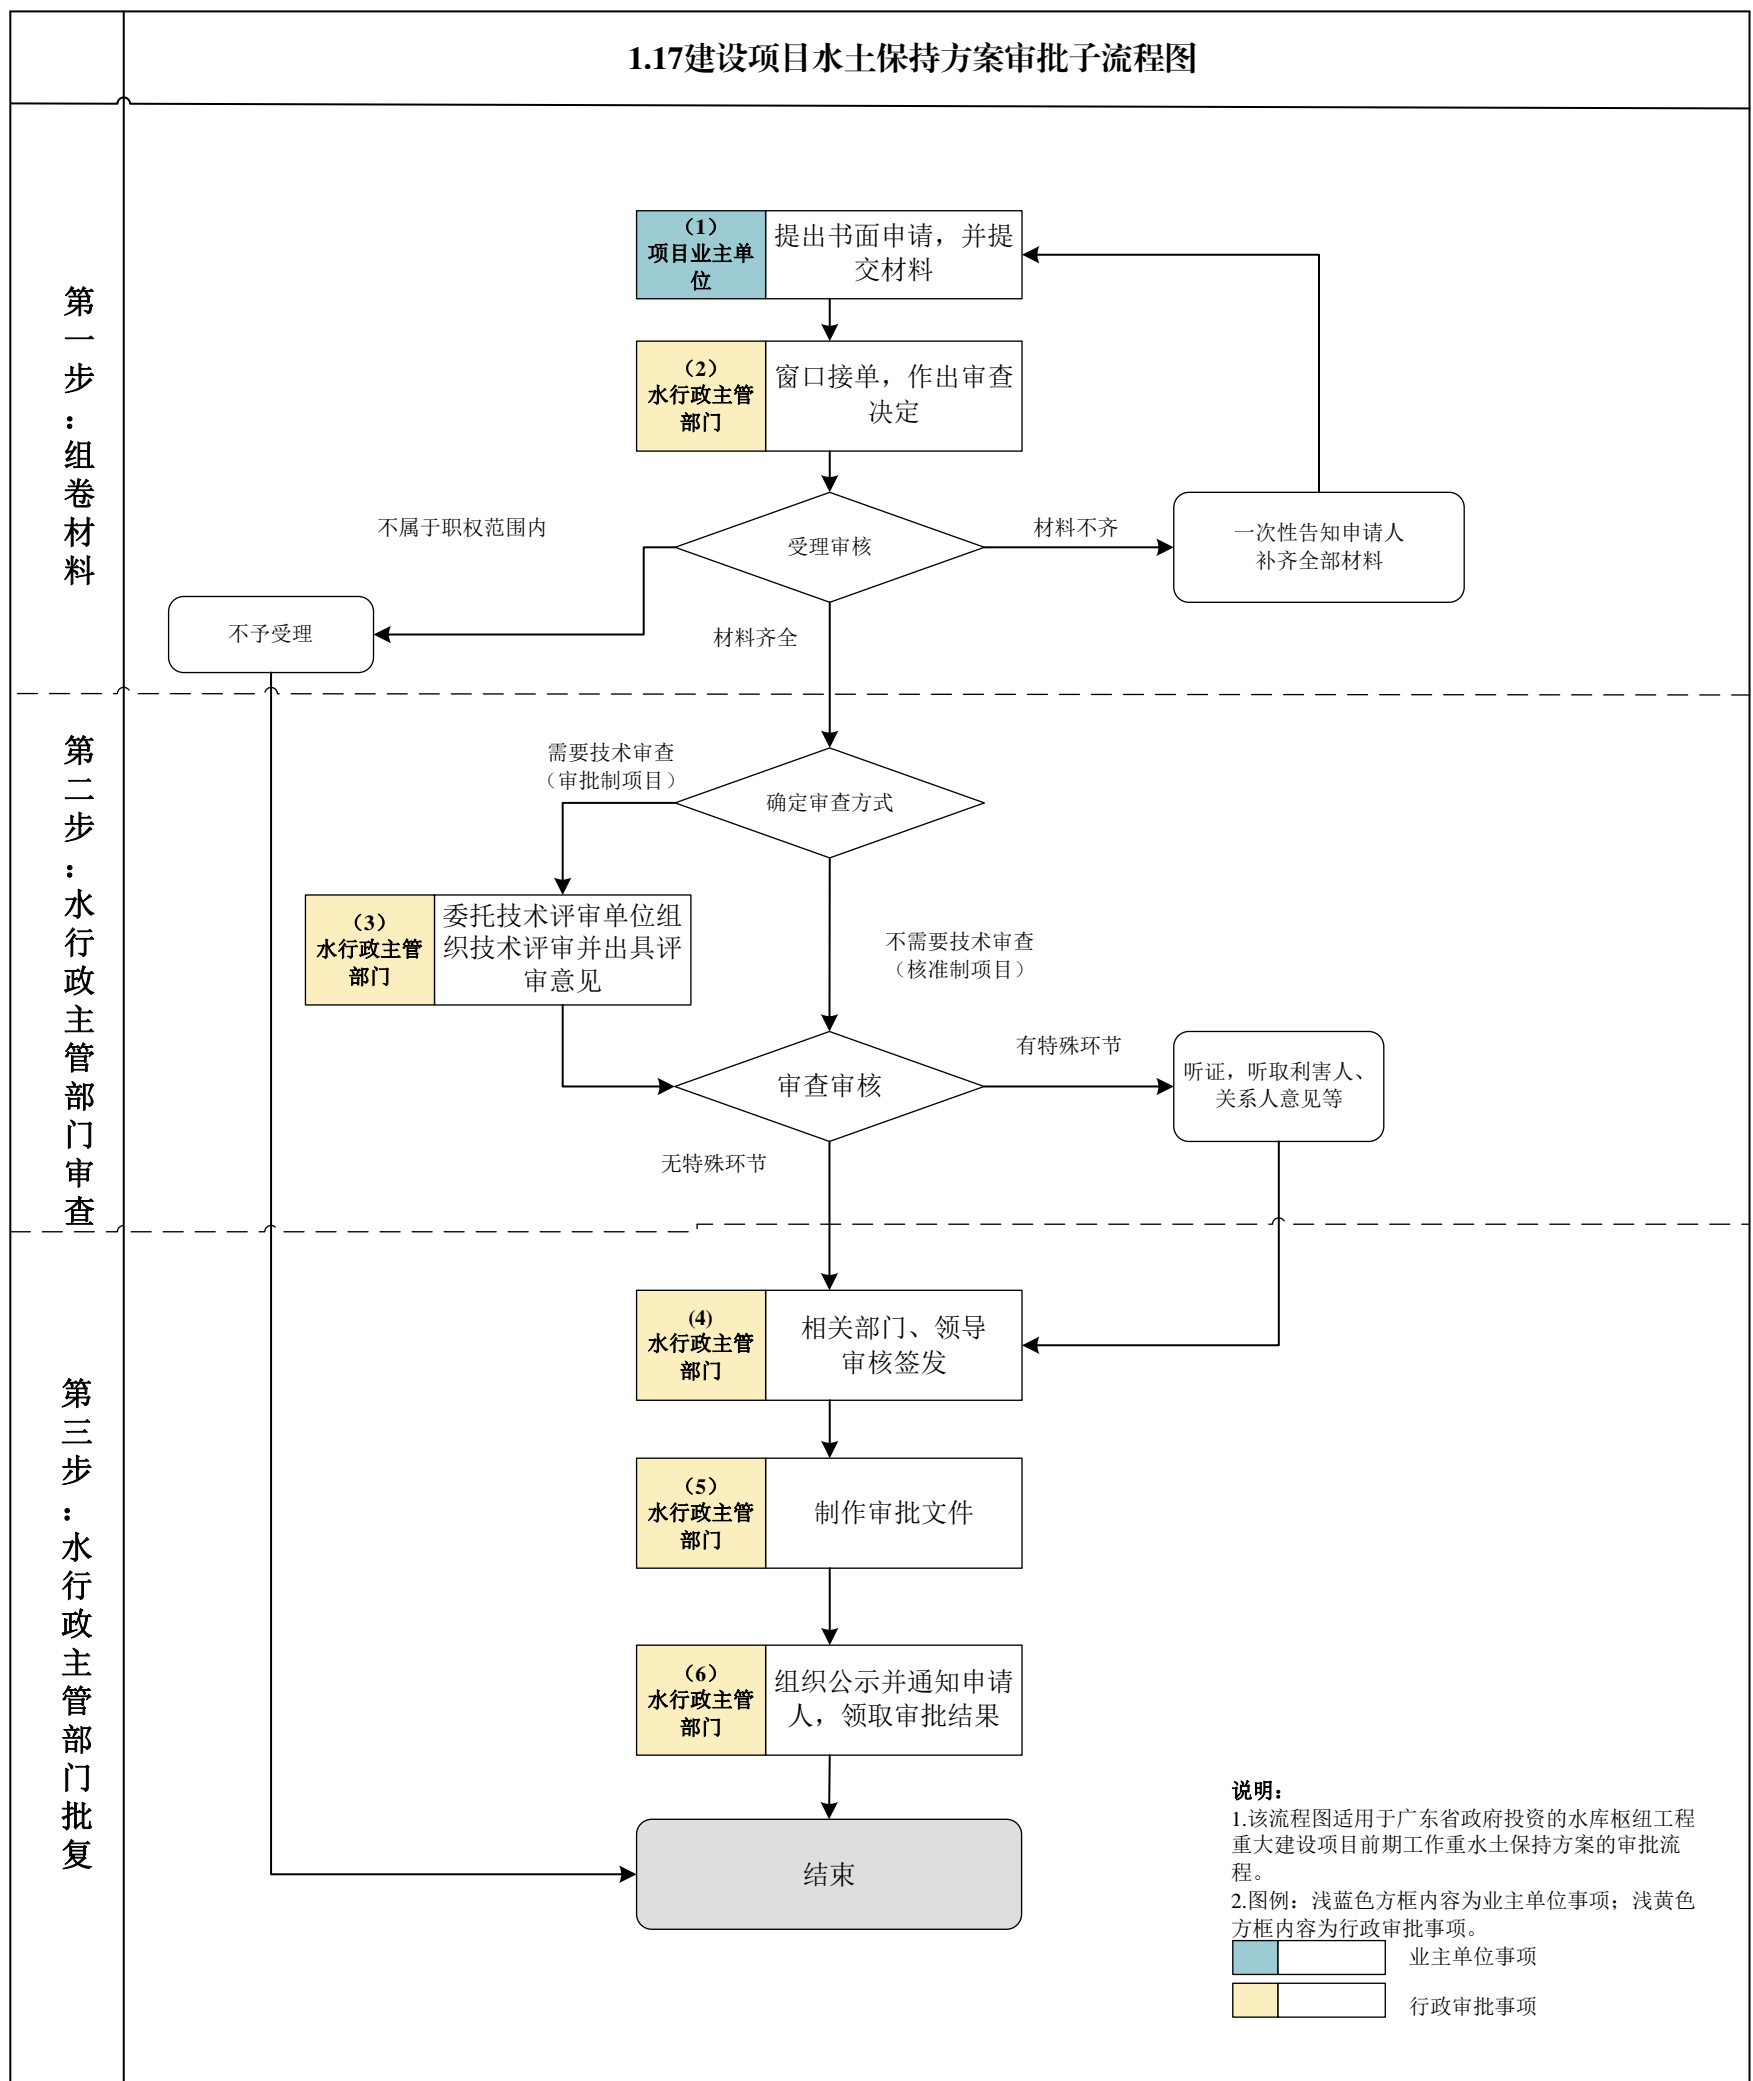 1.17建设项目水土保持方案审批子流程图
第一步：组卷材料
（1）
项目业主单
位
提出书面申请，并提
交材料
（2）
水行政主管
部门
窗口接单，作出审查
决定
不属于职权范围内
受理审核
材料不齐
一次性告知申请人
补齐全部材料
不予受理
材料齐全
第二步：水行政主管部门审查
需要技术审查
（审批制项目）
确定审查方式
（3）
水行政主管
部门
委托技术评审单位组
织技术评审并出具评
审意见
不需要技术审查
（核准制项目）
审查审核
有特殊环节
听证，听取利害人、
关系人意见等
无特殊环节
第三步：水行政主管部门批复
(4)
水行政主管
部门
相关部门、领导
审核签发
（5）
水行政主管
部门
制作审批文件
（6）
水行政主管
部门
组织公示并通知申请
人，领取审批结果
结束
说明：
1.该流程图适用于广东省政府投资的水库枢纽工程
重大建设项目前期工作重水土保持方案的审批流
程。
2.图例：浅蓝色方框内容为业主单位事项；浅黄色
方框内容为行政审批事项。
业主单位事项
行政审批事项